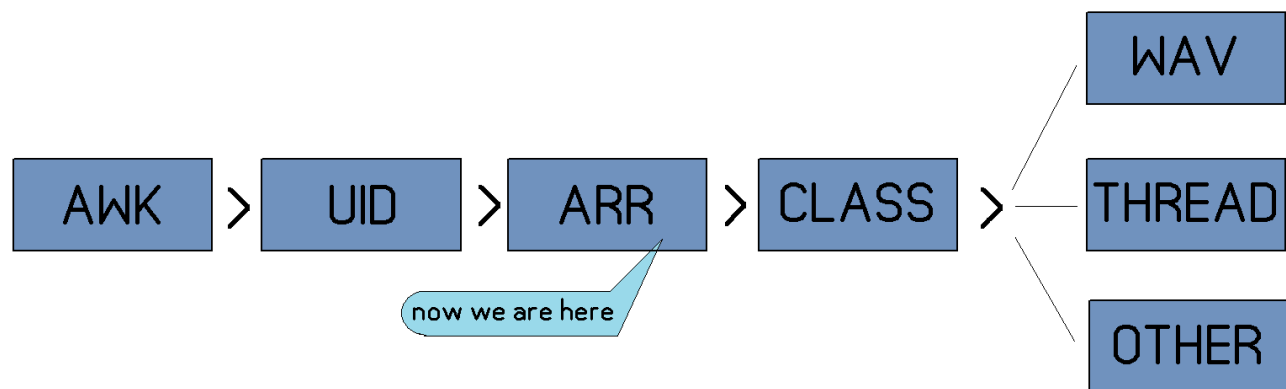 WAV
AWK > UID > ARR > CLASS > THREAD
now we are here
OTHER